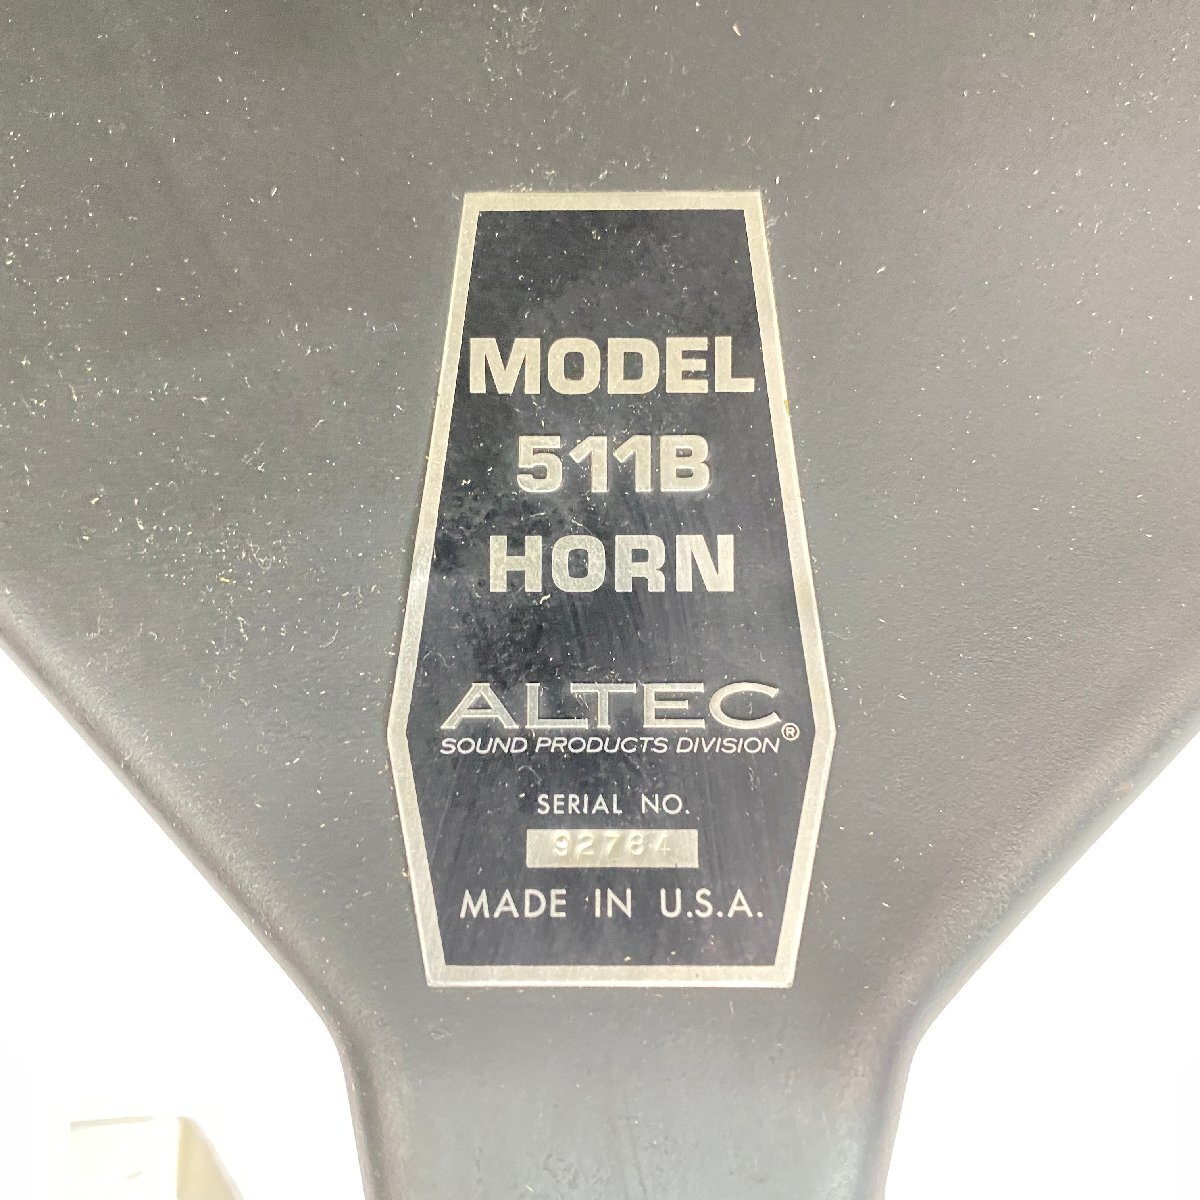 MODEL
511B
HORN
ALTEC®
SOUND PRODUCTS DIVISION
SERIAL NO.
92784
MADE IN U.S.A.